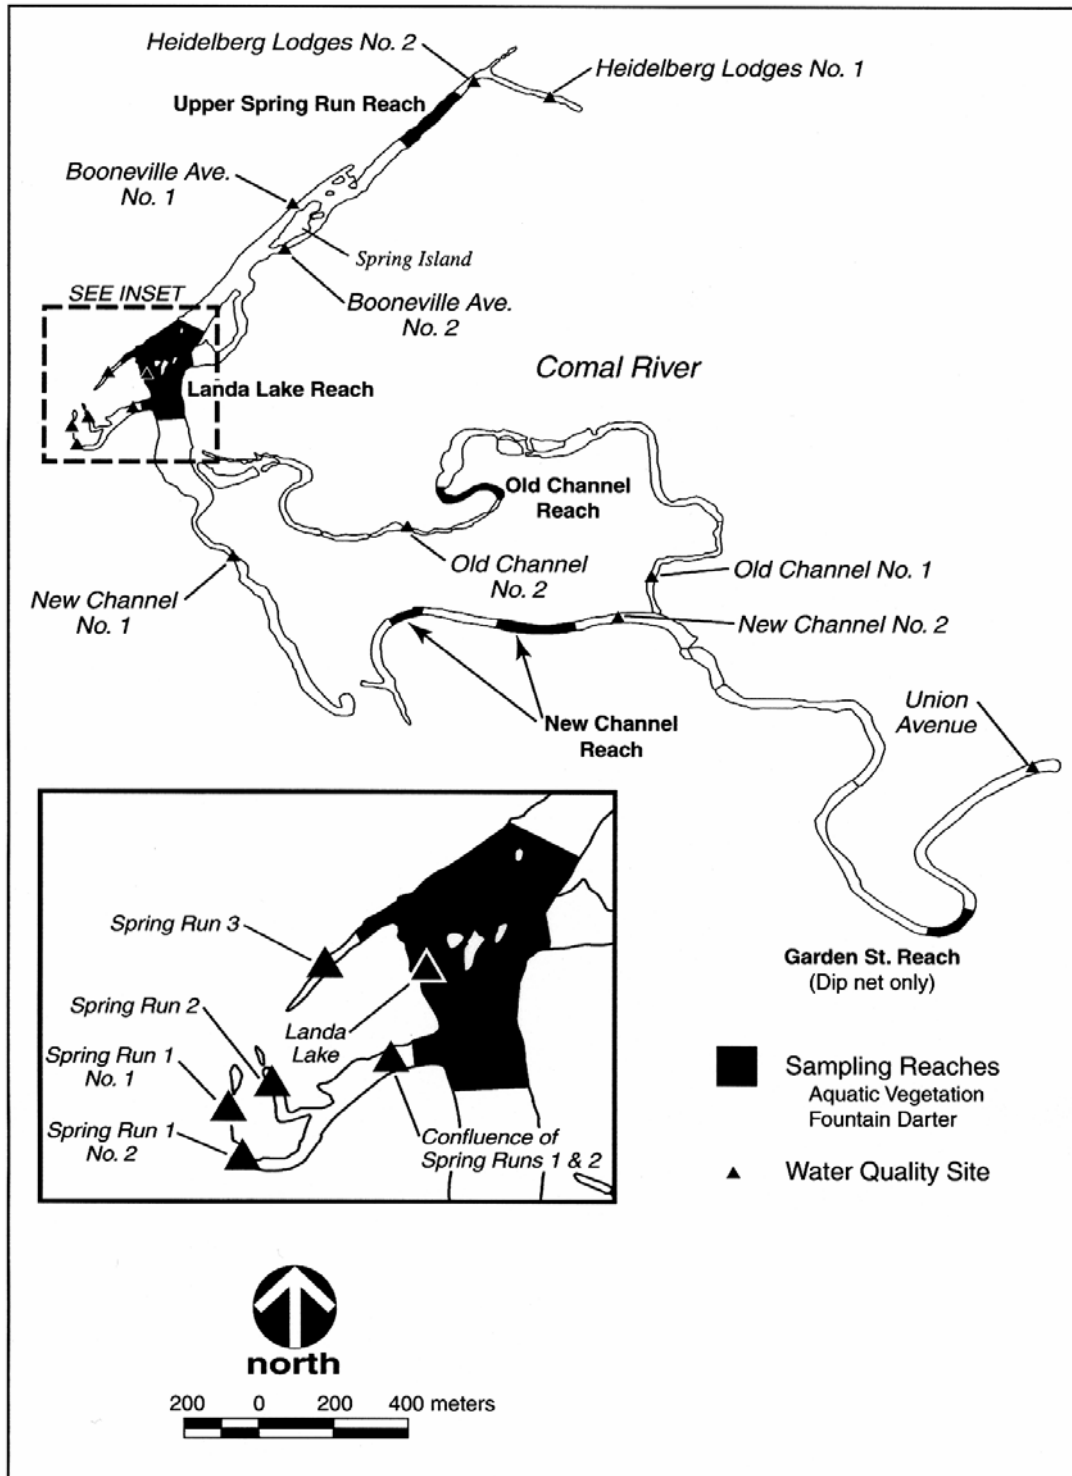 Heidelberg Lodges No. 2
Heidelberg Lodges No. 1
Upper Spring Run Reach
Booneville Ave.
No. 1
Spring Island
SEE INSET
Booneville Ave.
No. 2
Comal River
Landa Lake Reach
Old Channel
Reach
Old Channel
No. 2
Old Channel No. 1
New Channel
No. 1
New Channel No. 2
New Channel
Reach
Union
Avenue
Garden St. Reach
(Dip net only)
Spring Run 3
Spring Run 2
Landa
Lake
Spring Run 1
No. 1
Spring Run 1
No. 2
Confluence of
Spring Runs 1 & 2
Sampling Reaches
Aquatic Vegetation
Fountain Darter
Water Quality Site
north
200 0 200 400 meters